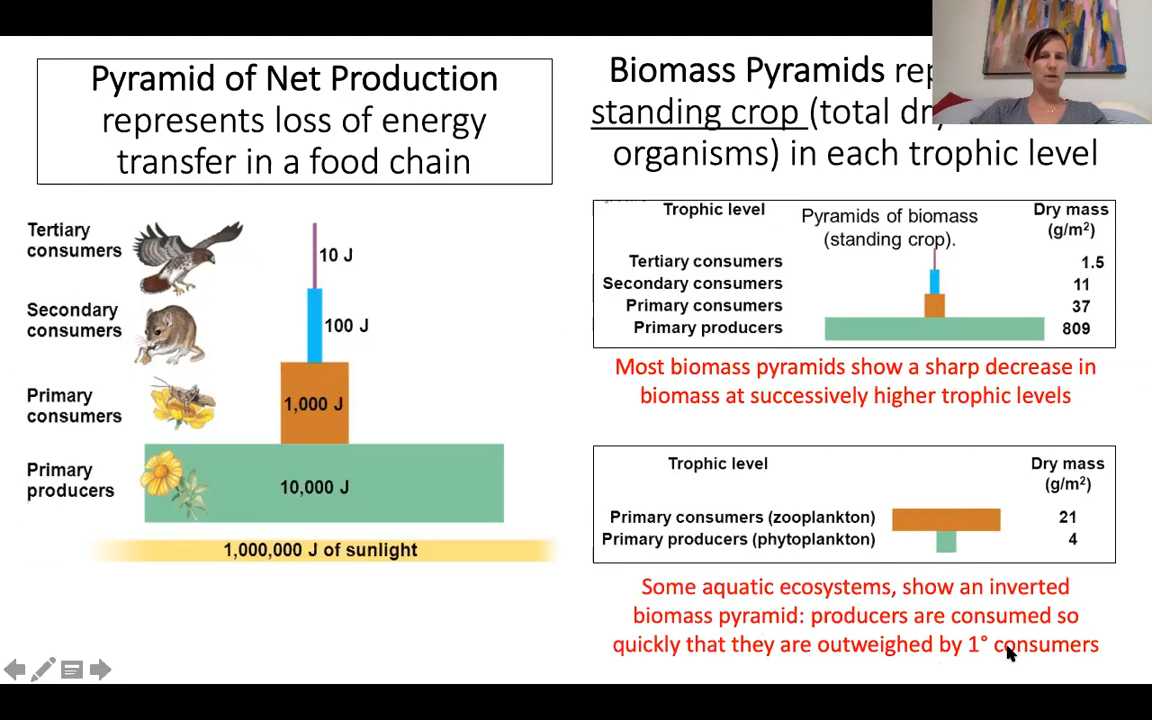 Pyramid of Net Production
represents loss of energy
transfer in a food chain
Tertiary
consumers
10 J
Secondary
consumers
100 J
Primary
consumers
1,000 J
Primary
producers
10,000 J
1,000,000 J of sunlight
Biomass Pyramids
standing crop (total
organisms) in each trophic level
Trophic level
Pyramids of biomass
(standing crop).
Dry mass
(g/m²)
Tertiary consumers 1.5
Secondary consumers 11
Primary consumers 37
Primary producers 809
Most biomass pyramids show a sharp decrease in
biomass at successively higher trophic levels
Trophic level
Dry mass
(g/m²)
Primary consumers (zooplankton) 21
Primary producers (phytoplankton) 4
Some aquatic ecosystems, show an inverted
biomass pyramid: producers are consumed so
quickly that they are outweighed by 1° consumers